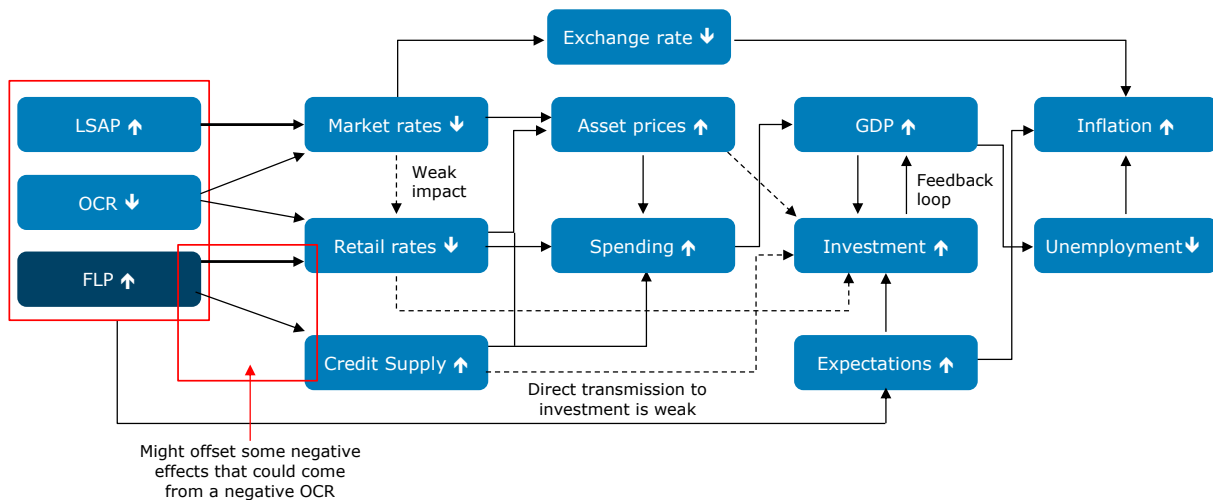 Exchange rate 🡫
LSAP 🡩
Market rates 🡫
Asset prices 🡩
GDP 🡩
Inflation 🡩
Weak
impact
Feedback
loop
OCR 🡫
Retail rates 🡫
Spending 🡩
Investment 🡩
Unemployment🡫
FLP 🡩
Credit Supply 🡩
Expectations 🡩
Direct transmission to
investment is weak
Might offset some negative
effects that could come
from a negative OCR